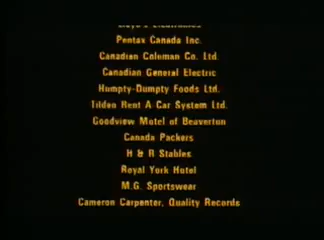 Pentax Canada Inc.
Canadian Coleman Co. Ltd.
Canadian General Electric
Humpty-Dumpty Foods Ltd.
Tilden Rent A Car System Ltd.
Goodview Motel of Beaverton
Canada Packers
H & R Stables
Royal York Hotel
M.G. Sportswear
Cameron Carpenter, Quality Records